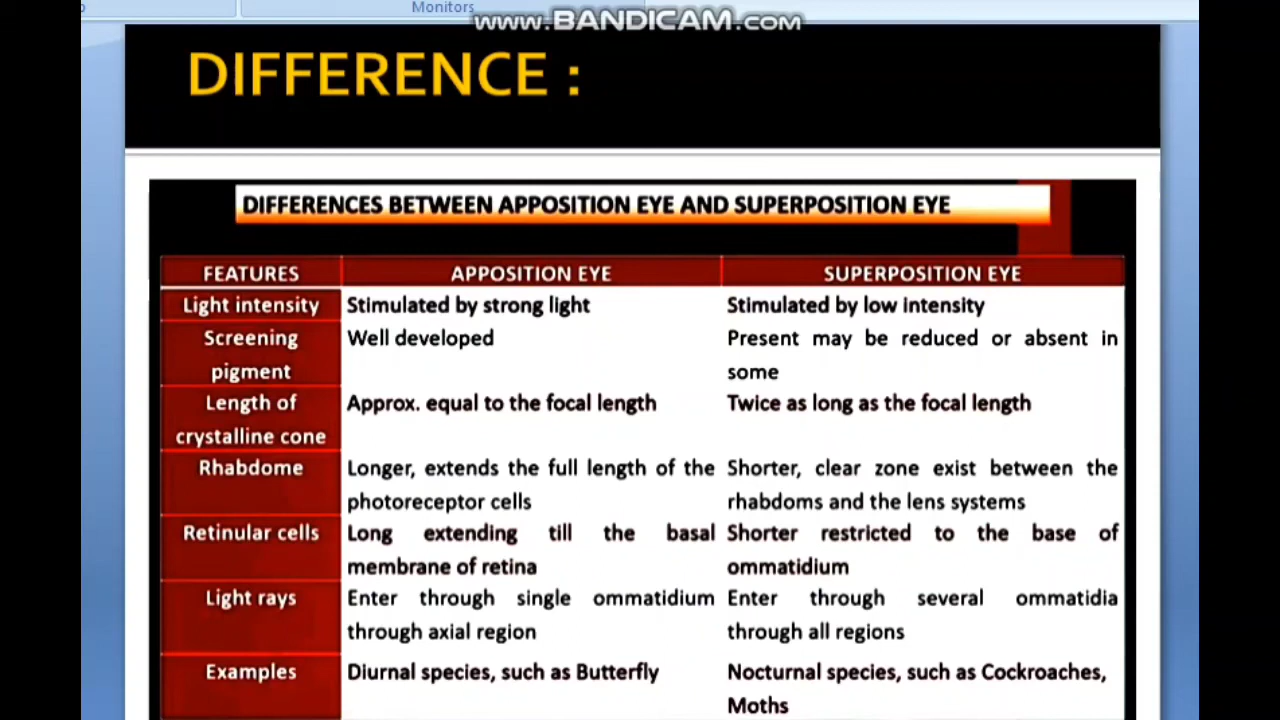 Monitors
www.BANDICAM.com
DIFFERENCE :
DIFFERENCES BETWEEN APPOSITION EYE AND SUPERPOSITION EYE
FEATURES APPOSITION EYE SUPERPOSITION EYE
Light intensity Stimulated by strong light Stimulated by low intensity
Screening Well developed Present may be reduced or absent in
pigment some
Length of Approx. equal to the focal length Twice as long as the focal length
crystalline cone
Rhabdome Longer, extends the full length of the Shorter, clear zone exist between the
photoreceptor cells rhabdoms and the lens systems
Retinular cells Long extending till the basal Shorter restricted to the base of
membrane of retina ommatidium
Light rays Enter through single ommatidium Enter through several ommatidia
through axial region through all regions
Examples Diurnal species, such as Butterfly Nocturnal species, such as Cockroaches,
Moths